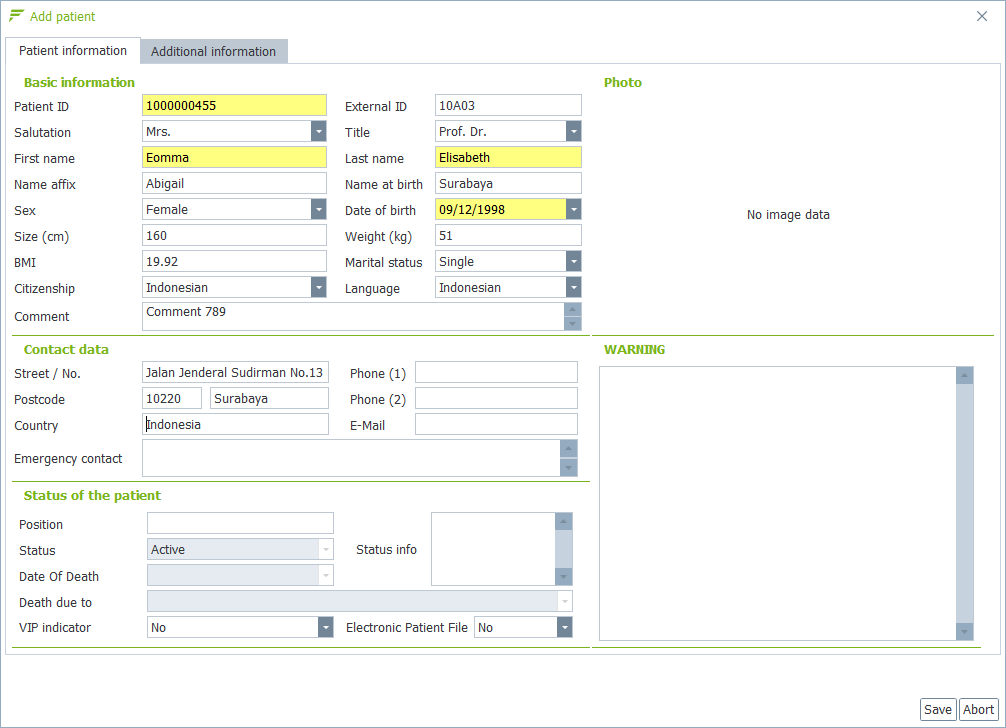 Add patient
Patient information Additional information
Basic information
Patient ID 1000000455 External ID 10A03
Salutation Mrs. Title Prof. Dr.
First name Eomma Last name Elisabeth
Name affix Abigail Name at birth Surabaya
Sex Female Date of birth 09/12/1998
Size (cm) 160 Weight (kg) 51
BMI 19.92 Marital status Single
Citizenship Indonesian Language Indonesian
Comment Comment 789
Photo
No image data
Contact data
Street / No. Jalan Jenderal Sudirman No.13 Phone (1)
Postcode 10220 Surabaya Phone (2)
Country Indonesia E-Mail
Emergency contact
WARNING
Status of the patient
Position
Status Active Status info
Date Of Death
Death due to
VIP indicator No Electronic Patient File No
Save Abort